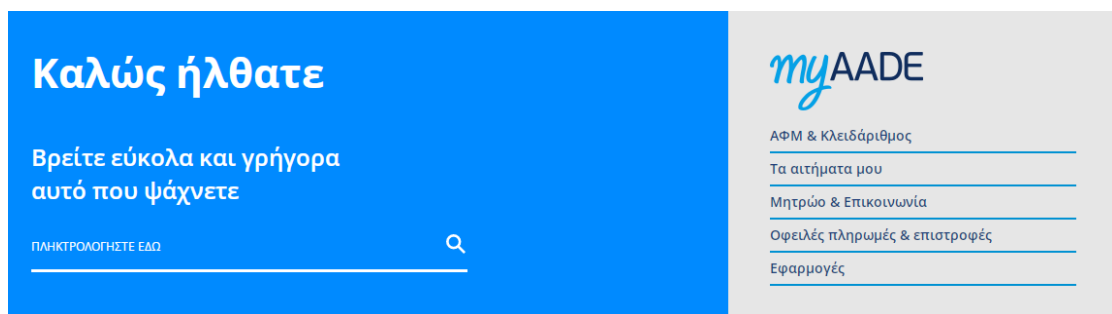 Καλώς ήλθατε
Βρείτε εύκολα και γρήγορα
αυτό που ψάχνετε
ΠΛΗΚΤΡΟΛΟΓΗΣΤΕ ΕΔΩ
myAADE
ΑΦΜ & Κλειδάριθμος
Τα αιτήματα μου
Μητρώο & Επικοινωνία
Οφειλές πληρωμές & επιστροφές
Εφαρμογές